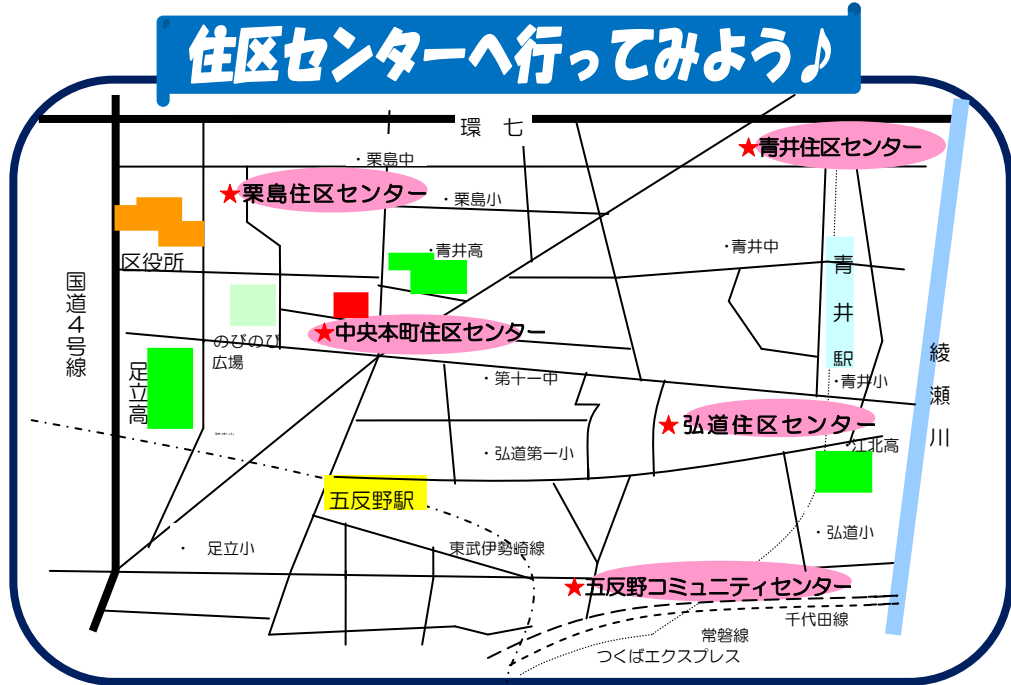 住区センターへ行ってみよう♪
環 七
★青井住区センター
・栗島中
★栗島住区センター
・栗島小
・青井高
・青井中
区役所
国道4号線
青井駅
★中央本町住区センター
のびのび
広場
足立高
綾瀬川
・第十一中
・青井小
★弘道住区センター
・江北高
・弘道第一小
五反野駅
・弘道小
・ 足立小
東武伊勢崎線
★五反野コミュニティセンター
千代田線
常磐線
つくばエクスプレス